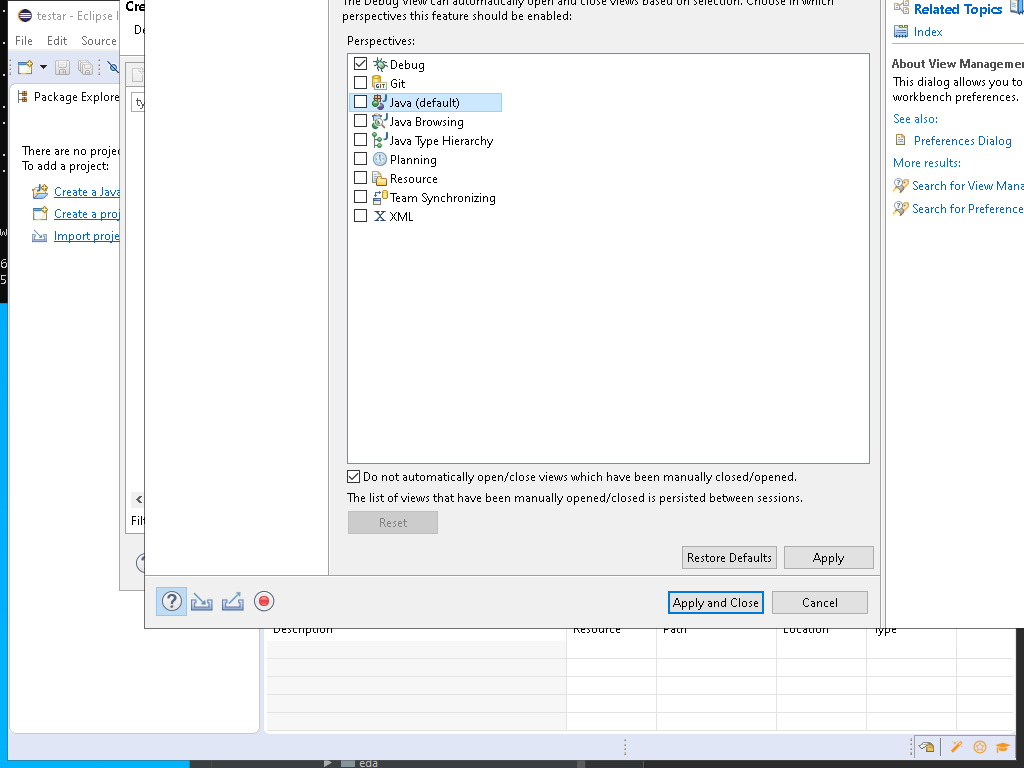 testar - Eclipse I
File Edit Source
Package Explore
There are no projec
To add a project:
Create a Java
Create a proj
Import proje
Cre
De
ty
<
Filt
The Debug View can automatically open and close views based on selection. Choose in which
perspectives this feature should be enabled:
Perspectives:
Debug
Git
Java (default)
Java Browsing
Java Type Hierarchy
Planning
Resource
Team Synchronizing
XML
Do not automatically open/close views which have been manually closed/opened.
The list of views that have been manually opened/closed is persisted between sessions.
Reset
Restore Defaults Apply
Apply and Close Cancel
Related Topics
Index
About View Managemen
This dialog allows you to
workbench preferences.
See also:
Preferences Dialog
More results:
Search for View Mana
Search for Preference
Description Resource Path Location Type
eda